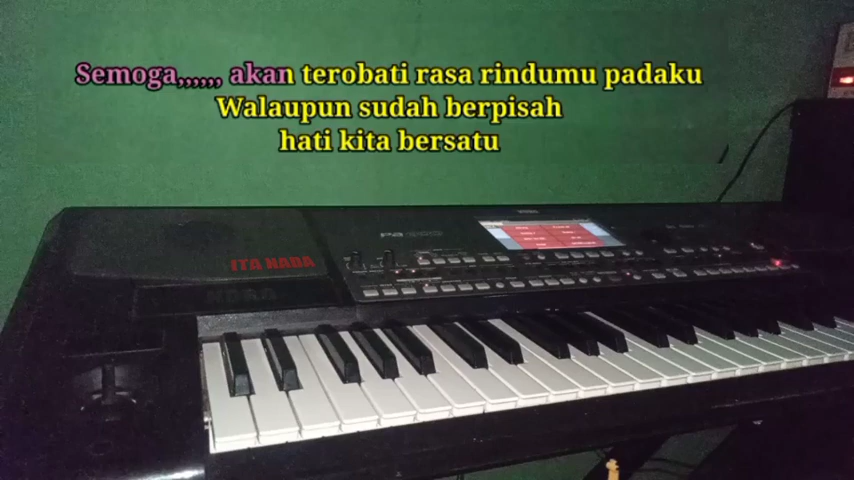 Semoga,,,,,, akan terobati rasa rindumu padaku
Walaupun sudah berpisah
hati kita bersatu
ITA NADA